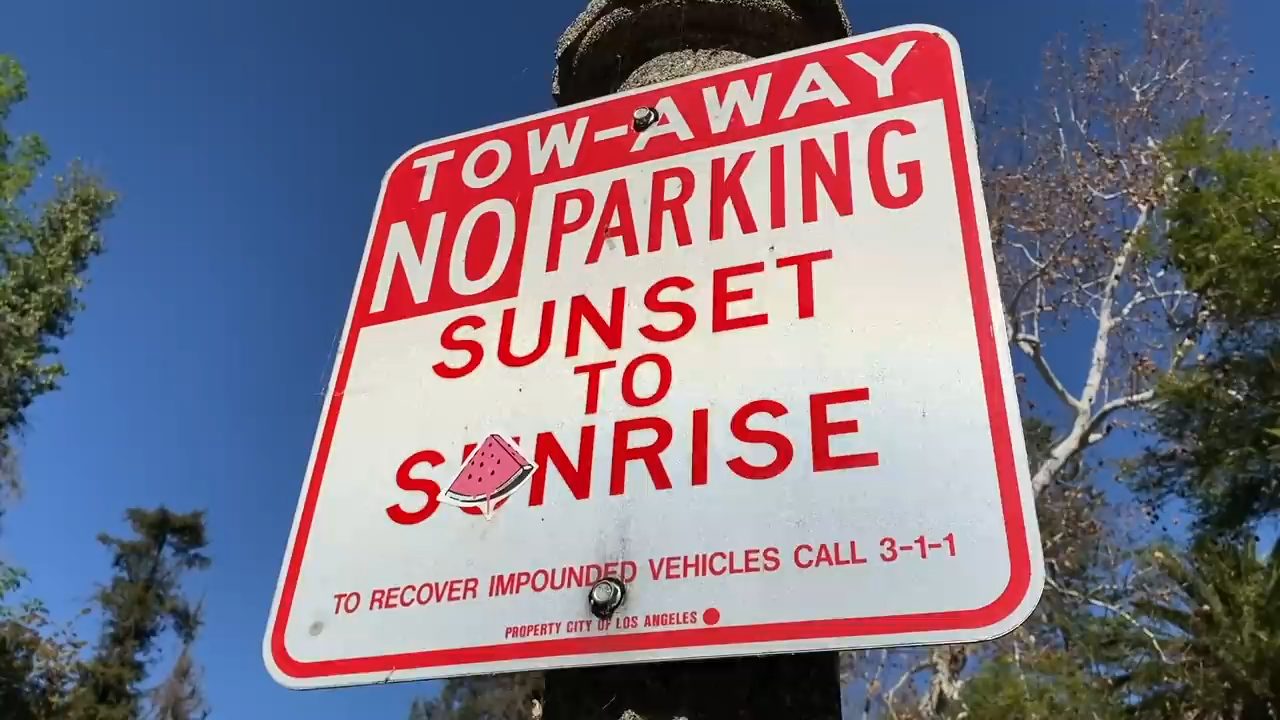 TOW-AWAY
NO PARKING
SUNSET
TO
SUNRISE
TO RECOVER IMPOUNDED VEHICLES CALL 3-1-1
PROPERTY CITY OF LOS ANGELES